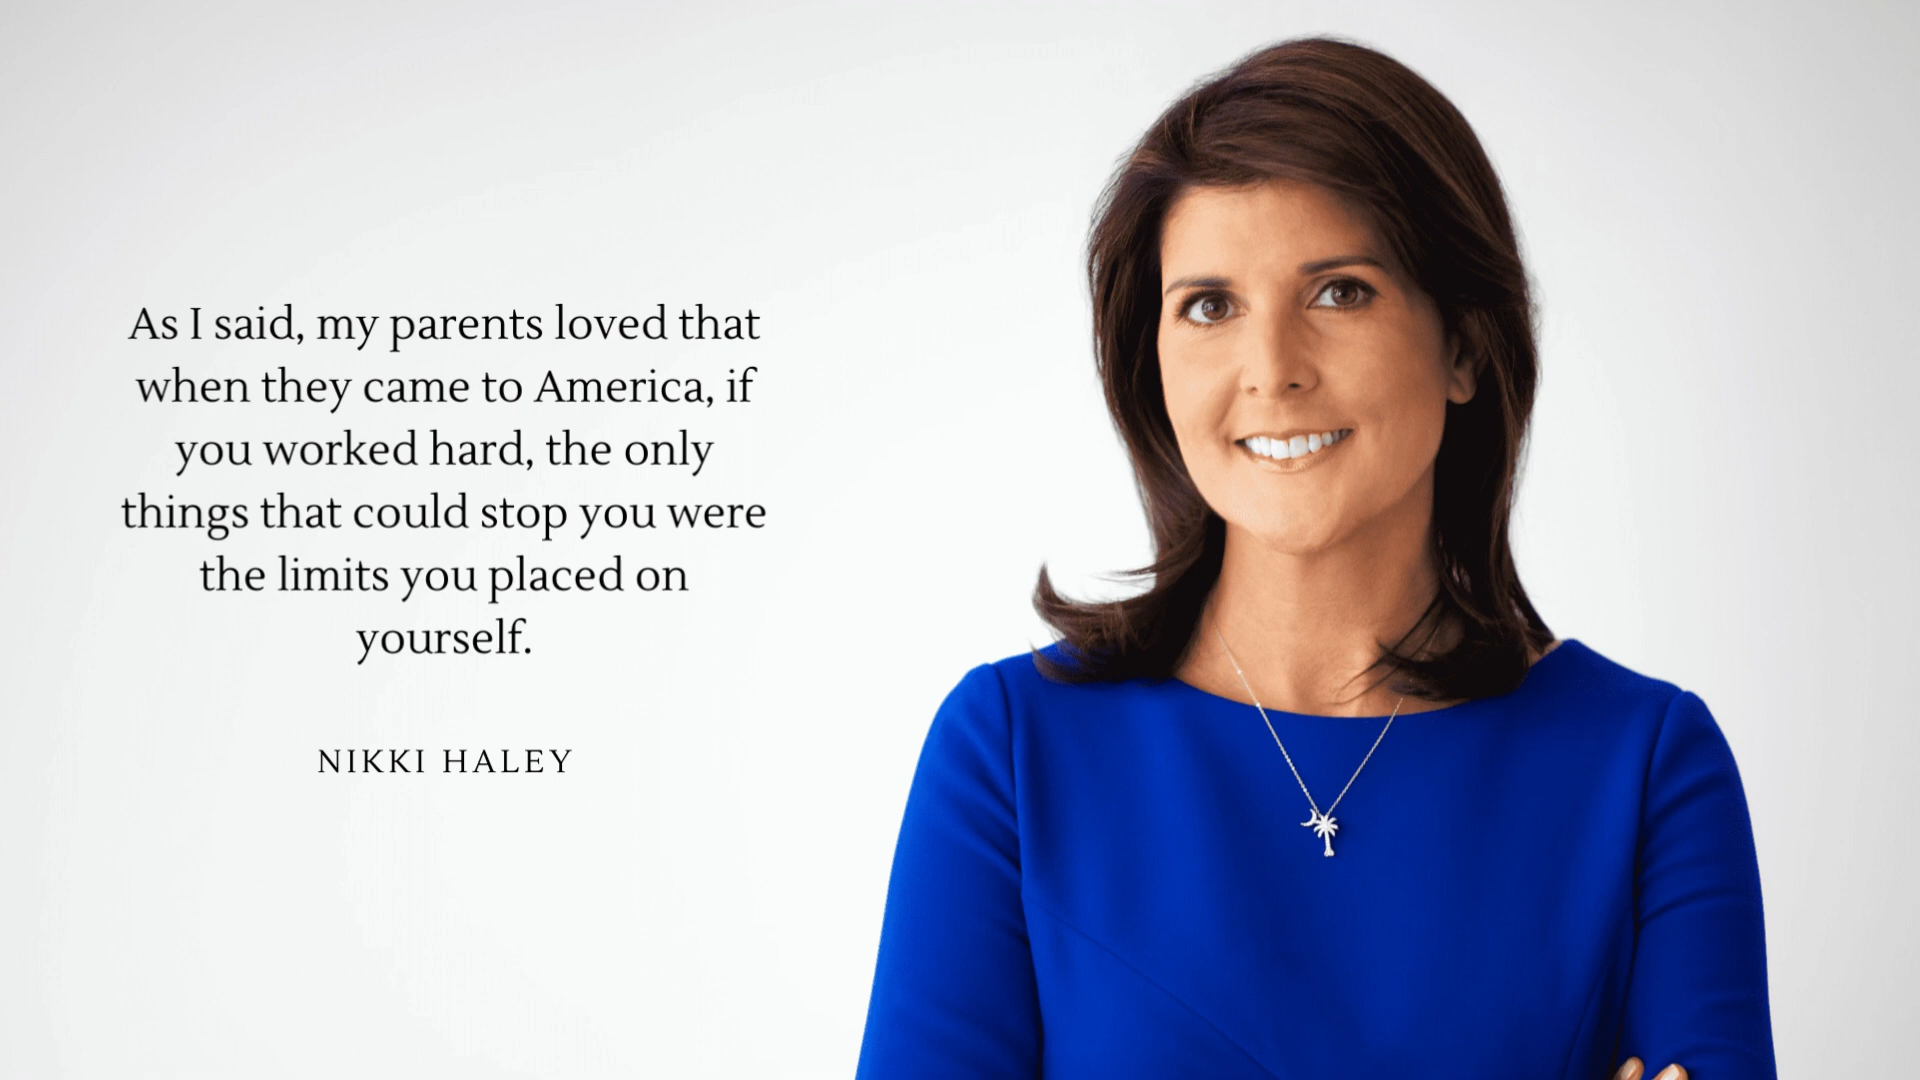 As I said, my parents loved that
when they came to America, if
you worked hard, the only
things that could stop you were
the limits you placed on
yourself.
NIKKI HALEY